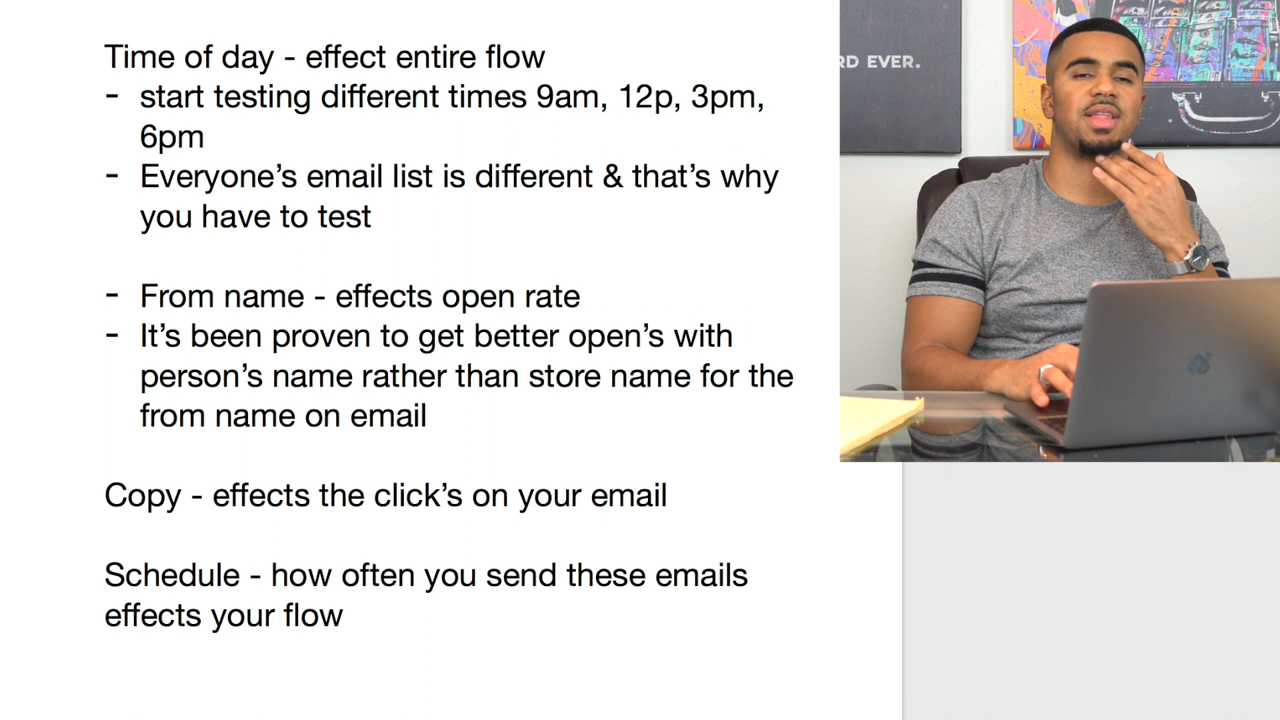 Time of day - effect entire flow
- start testing different times 9am, 12p, 3pm,
6pm
- Everyone's email list is different & that's why
you have to test
- From name - effects open rate
- It's been proven to get better open's with
person's name rather than store name for the
from name on email
Copy - effects the click's on your email
Schedule - how often you send these emails
effects your flow
RD EVER.